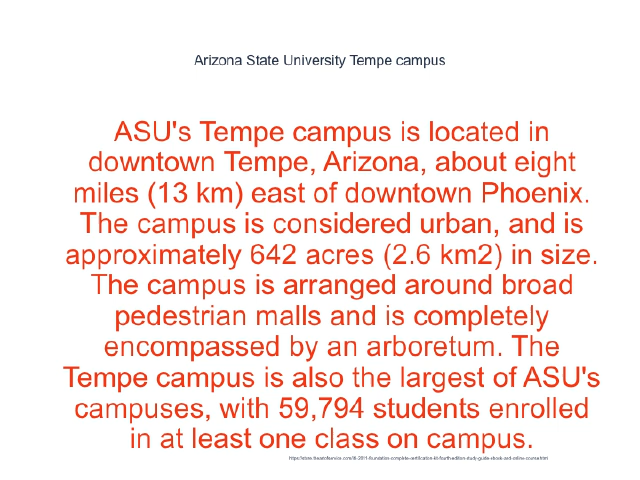 Arizona State University Tempe campus
ASU's Tempe campus is located in
downtown Tempe, Arizona, about eight
miles (13 km) east of downtown Phoenix.
The campus is considered urban, and is
approximately 642 acres (2.6 km2) in size.
The campus is arranged around broad
pedestrian malls and is completely
encompassed by an arboretum. The
Tempe campus is also the largest of ASU's
campuses, with 59,794 students enrolled
in at least one class on campus.